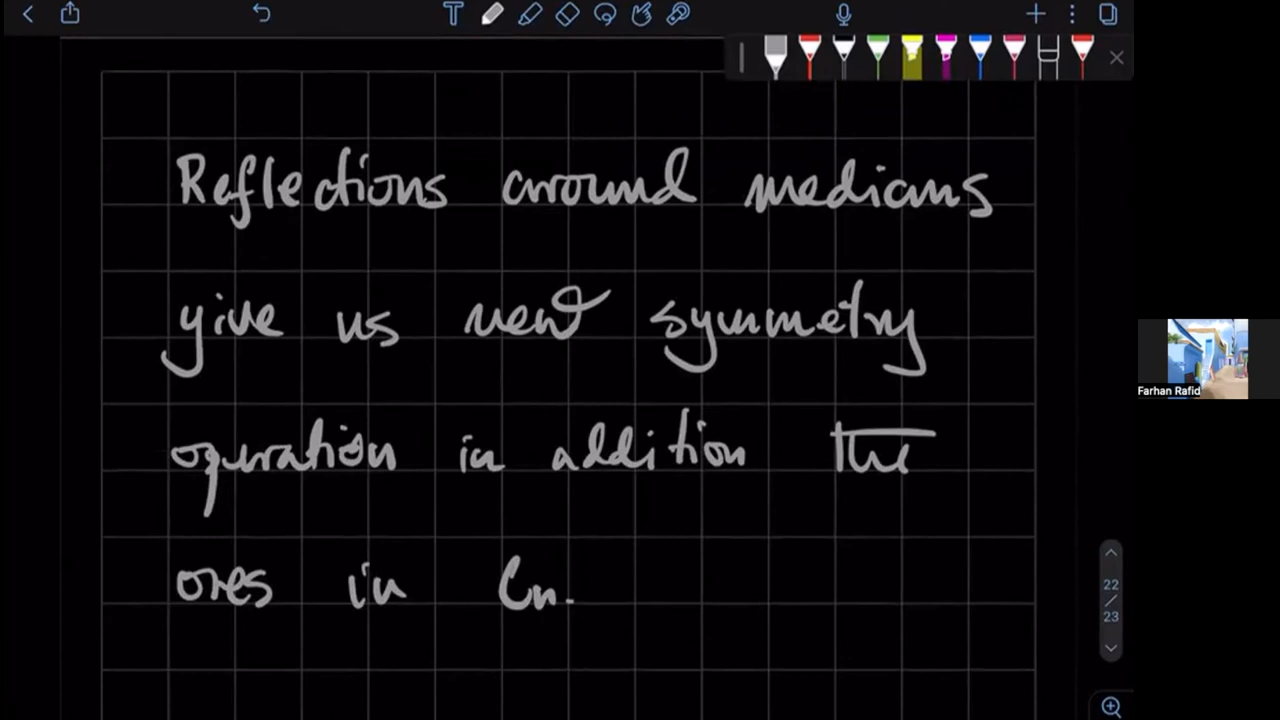 Reflections around medians
give us new symmetry
operation in addition the
ones in Cn.
22
/
23
Farhan Rafid